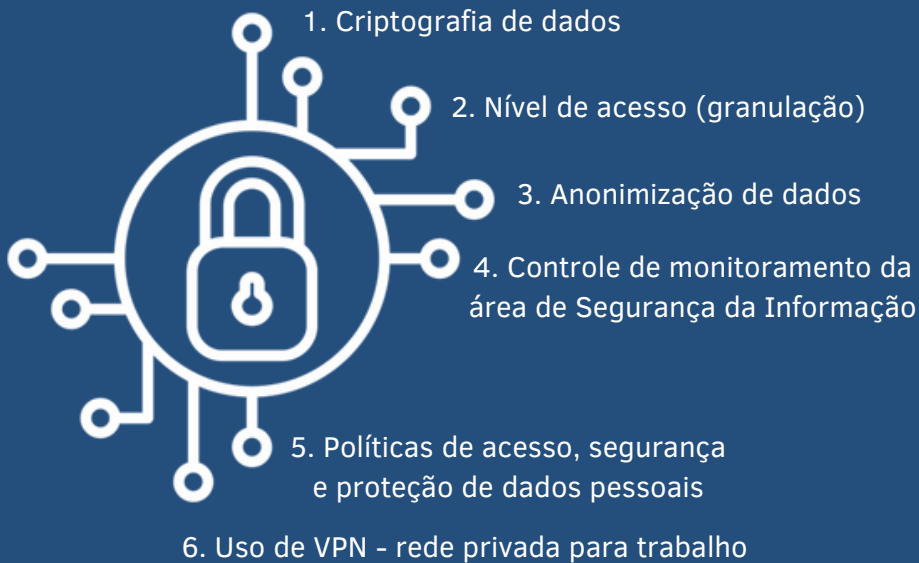 1. Criptografia de dados
2. Nível de acesso (granulação)
3. Anonimização de dados
4. Controle de monitoramento da
área de Segurança da Informação
5. Políticas de acesso, segurança
e proteção de dados pessoais
6. Uso de VPN - rede privada para trabalho